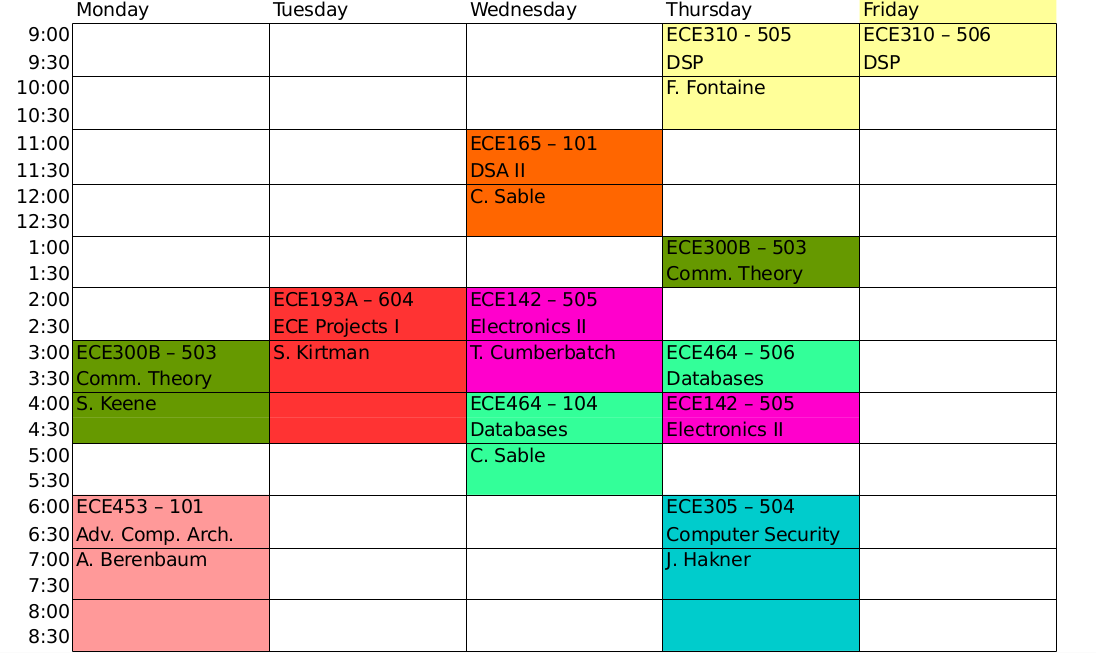 Monday Tuesday Wednesday Thursday Friday
9:00 ECE310 - 505 ECE310 – 506
9:30 DSP DSP
10:00 F. Fontaine
10:30
11:00 ECE165 – 101
11:30 DSA II
12:00 C. Sable
12:30
1:00 ECE300B – 503
1:30 Comm. Theory
2:00 ECE193A – 604 ECE142 – 505
2:30 ECE Projects I Electronics II
3:00 ECE300B – 503 S. Kirtman T. Cumberbatch ECE464 – 506
3:30 Comm. Theory Databases
4:00 S. Keene ECE464 – 104 ECE142 – 505
4:30 Databases Electronics II
5:00 C. Sable
5:30
6:00 ECE453 – 101 ECE305 – 504
6:30 Adv. Comp. Arch. Computer Security
7:00 A. Berenbaum J. Hakner
7:30
8:00
8:30